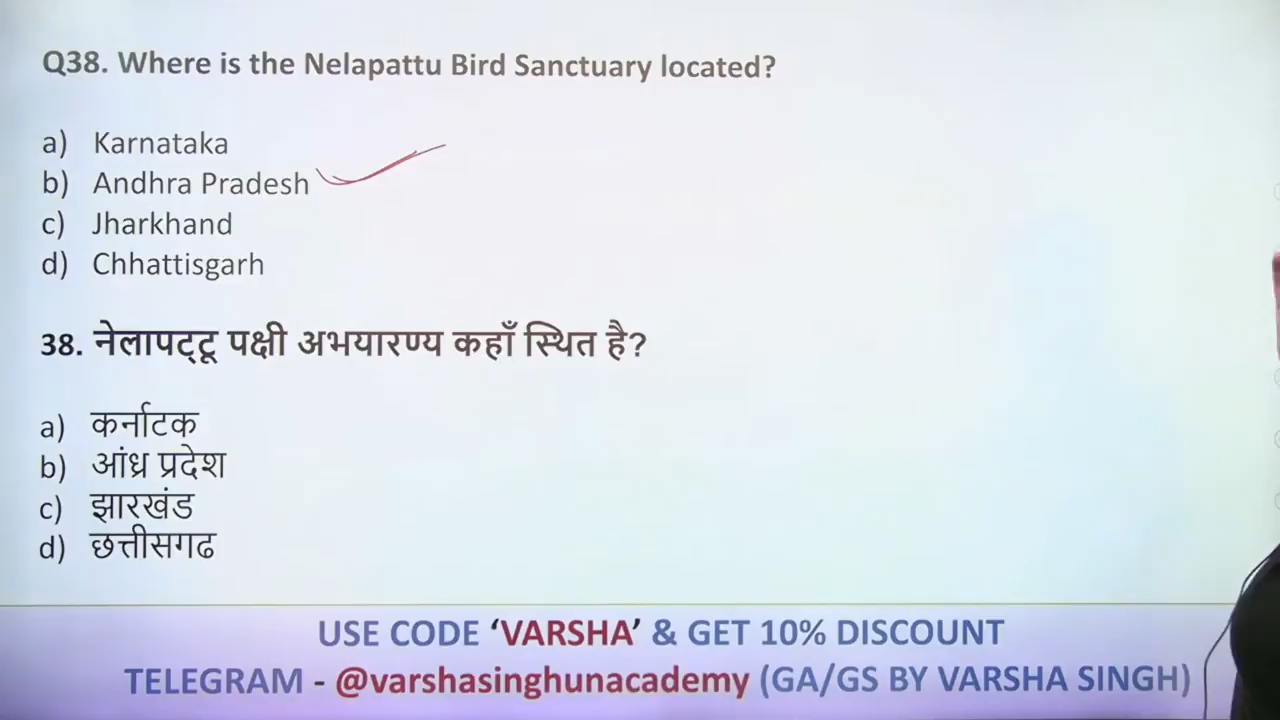 Q38. Where is the Nelapattu Bird Sanctuary located?
a) Karnataka
b) Andhra Pradesh
c) Jharkhand
d) Chhattisgarh
38. नेलापट्टू पक्षी अभयारण्य कहाँ स्थित है?
a) कर्नाटक
b) आंध्र प्रदेश
c) झारखंड
d) छत्तीसगढ
USE CODE ‘VARSHA’ & GET 10% DISCOUNT
TELEGRAM - @varshasinghunacademy (GA/GS BY VARSHA SINGH)